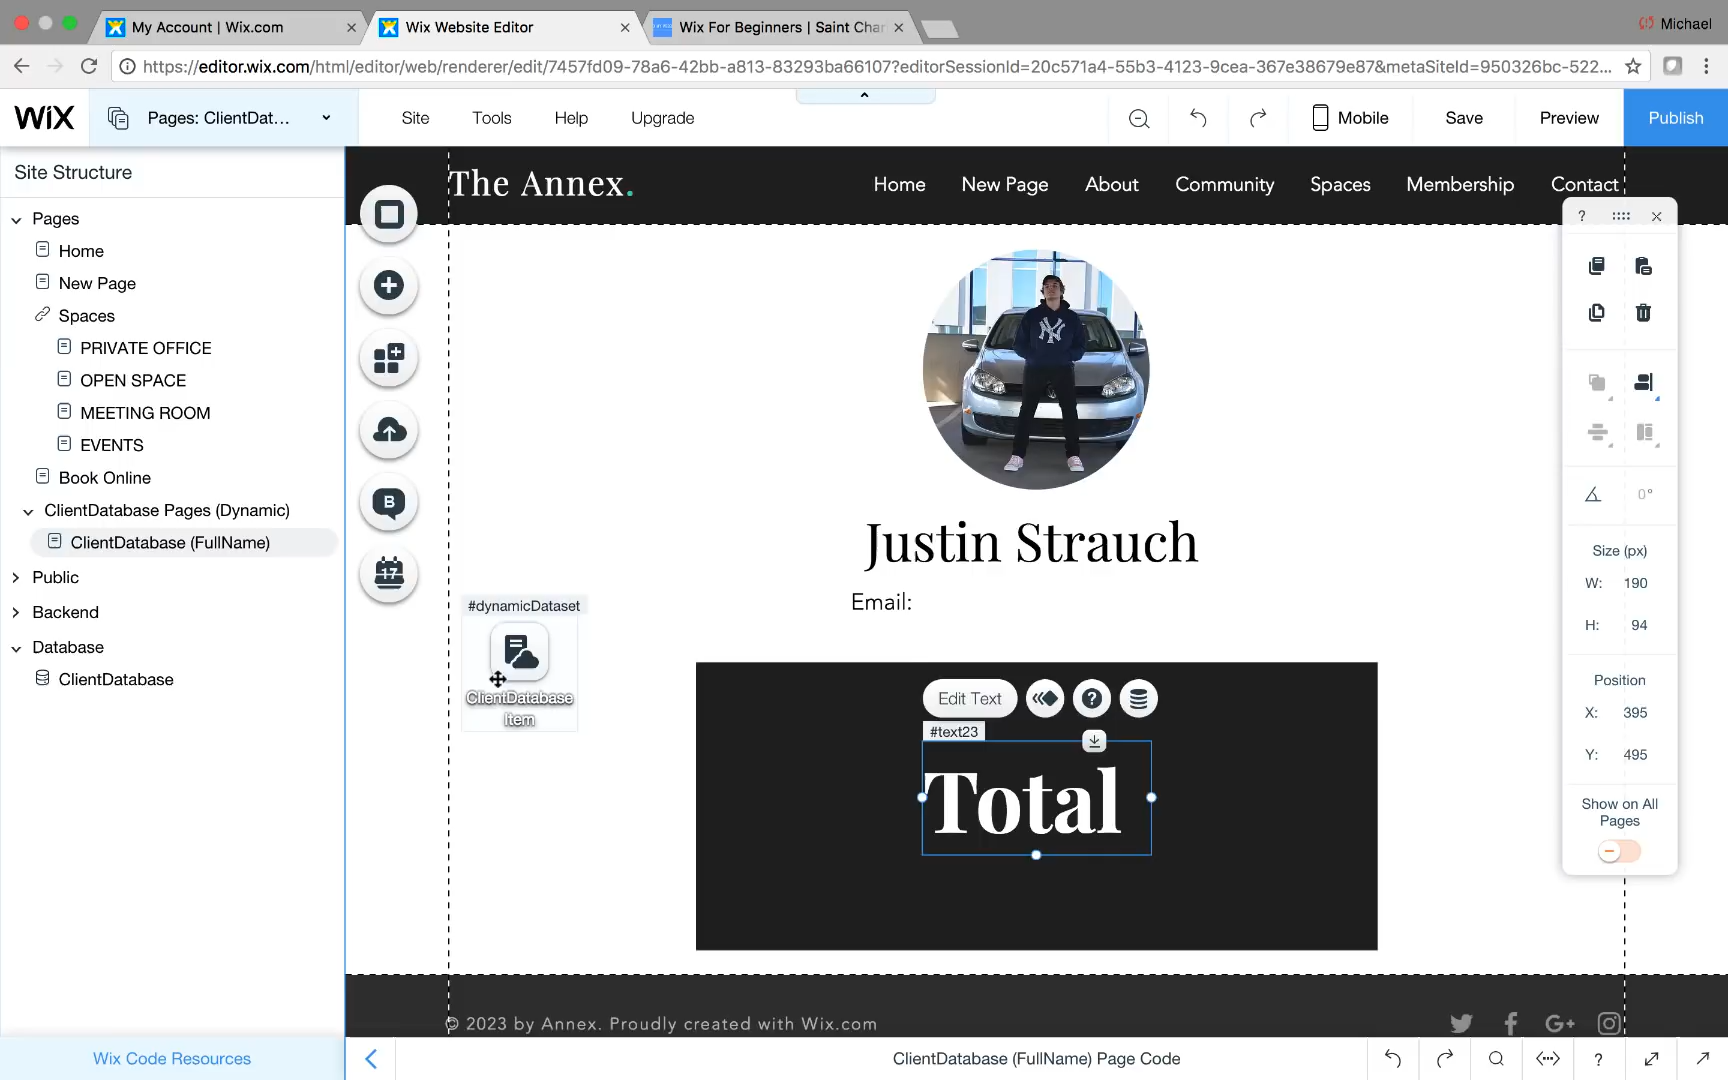 My Account | Wix.com
Wix Website Editor
Wix For Beginners | Saint Char
Michael
https://editor.wix.com/html/editor/web/renderer/edit/7457fd09-78a6-42bb-a813-83293ba66107?editorSessionId=20c571a4-55b3-4123-9cea-367e38679e87&metaSiteId=950326bc-522...
WiX
Pages: ClientDat...
Site
Tools
Help
Upgrade
Mobile
Save
Preview
Publish
Site Structure
Pages
Home
New Page
Spaces
PRIVATE OFFICE
OPEN SPACE
MEETING ROOM
EVENTS
Book Online
ClientDatabase Pages (Dynamic)
ClientDatabase (FullName)
Public
Backend
Database
ClientDatabase
Wix Code Resources
B
17
The Annex.
Home
New Page
About
Community
Spaces
Membership
Contact
Justin Strauch
Email:
#dynamicDataset
ClientDatabase
Item
Edit Text
?
#text23
Total
?
0°
Size (px)
W: 190
H: 94
Position
X: 395
Y: 495
Show on All
Pages
© 2023 by Annex. Proudly created with Wix.com
G+
ClientDatabase (FullName) Page Code
?